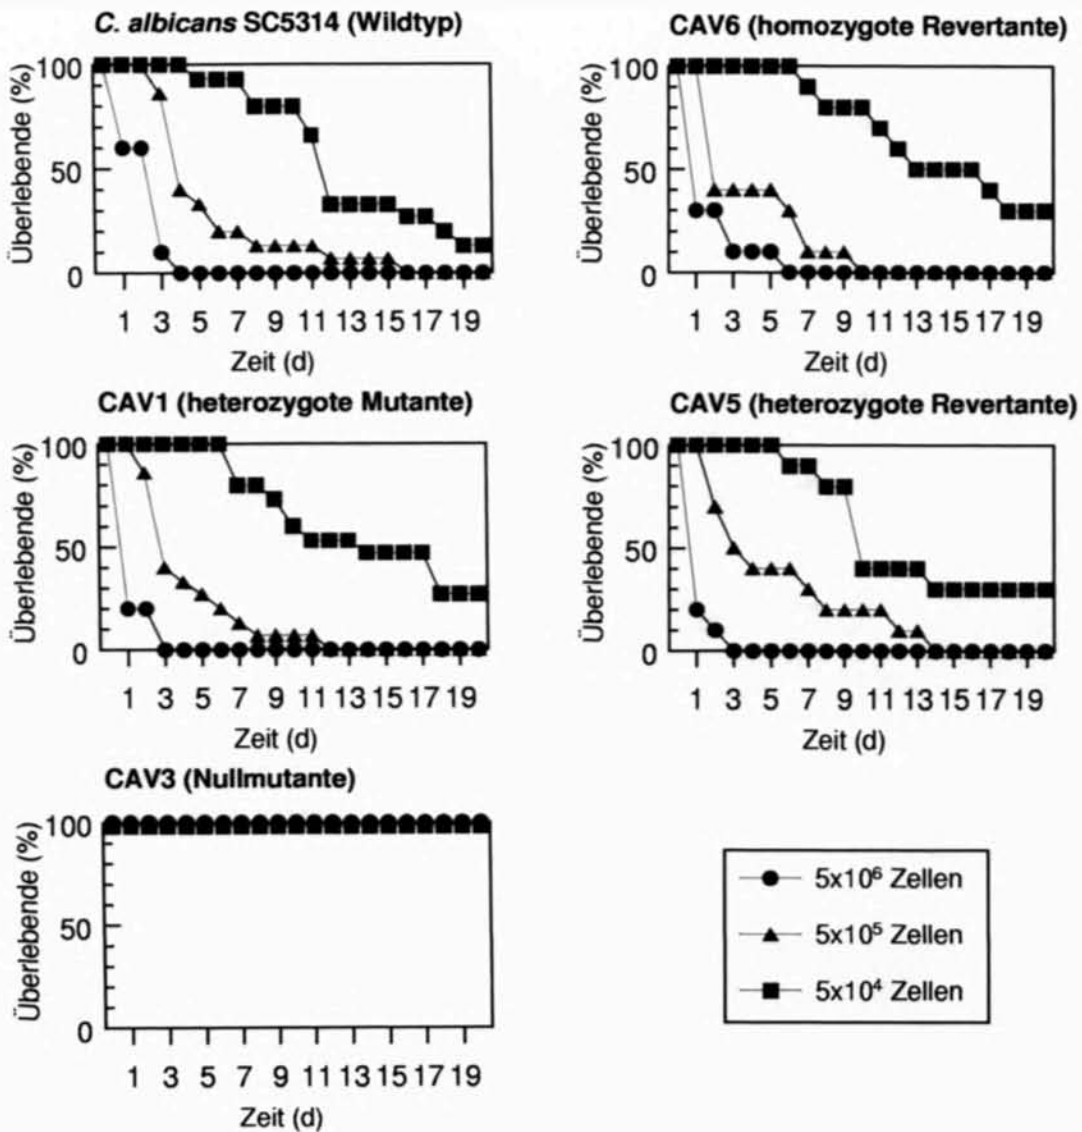 C. albicans SC5314 (Wildtyp)
Überlebende (%)
100
50
0
1 3 5 7 9 11 13 15 17 19
Zeit (d)
CAV6 (homozygote Revertante)
Überlebende (%)
100
50
0
1 3 5 7 9 11 13 15 17 19
Zeit (d)
CAV1 (heterozygote Mutante)
Überlebende (%)
100
50
0
1 3 5 7 9 11 13 15 17 19
Zeit (d)
CAV5 (heterozygote Revertante)
Überlebende (%)
100
50
0
1 3 5 7 9 11 13 15 17 19
Zeit (d)
CAV3 (Nullmutante)
Überlebende (%)
100
50
0
1 3 5 7 9 11 13 15 17 19
Zeit (d)
5x10⁶ Zellen
5x10⁵ Zellen
5x10⁴ Zellen